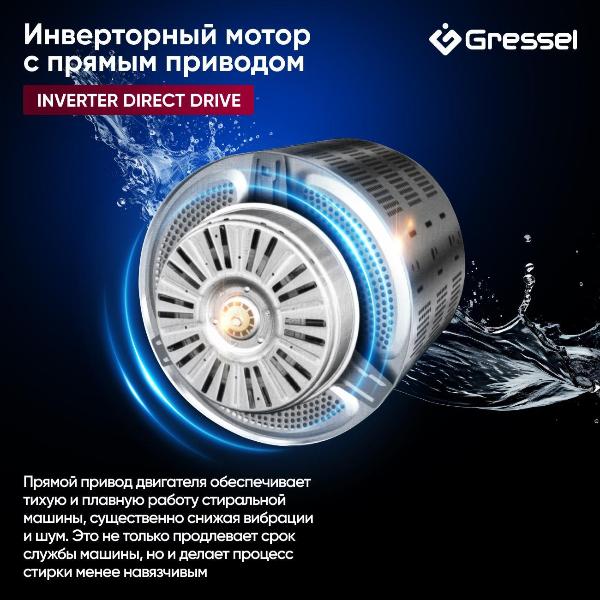 Инверторный мотор
с прямым приводом
Gressel
INVERTER DIRECT DRIVE
Прямой привод двигателя обеспечивает
тихую и плавную работу стиральной
машины, существенно снижая вибрации
и шум. Это не только продлевает срок
службы машины, но и делает процесс
стирки менее навязчивым